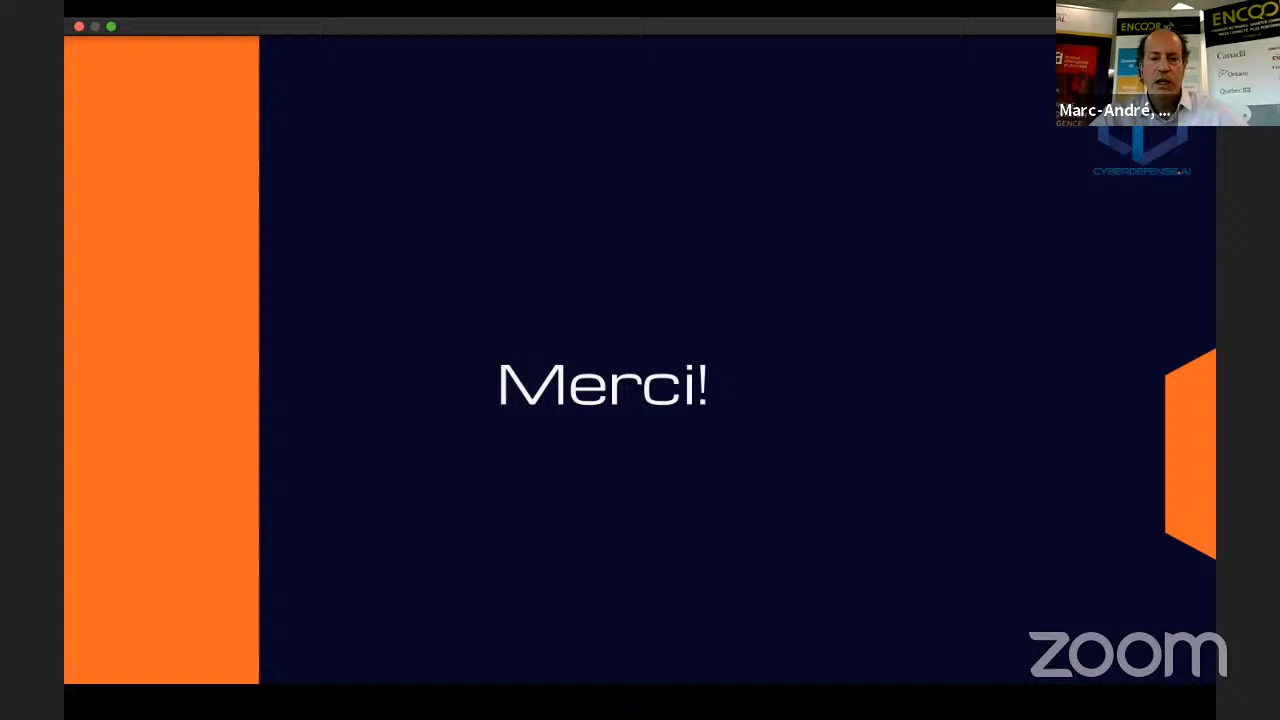 ENCQOR
ENCQOR
Canada
Ontario
Québec
Marc-André, ...
CYBERDEFENSE.AI
Merci!
zoom